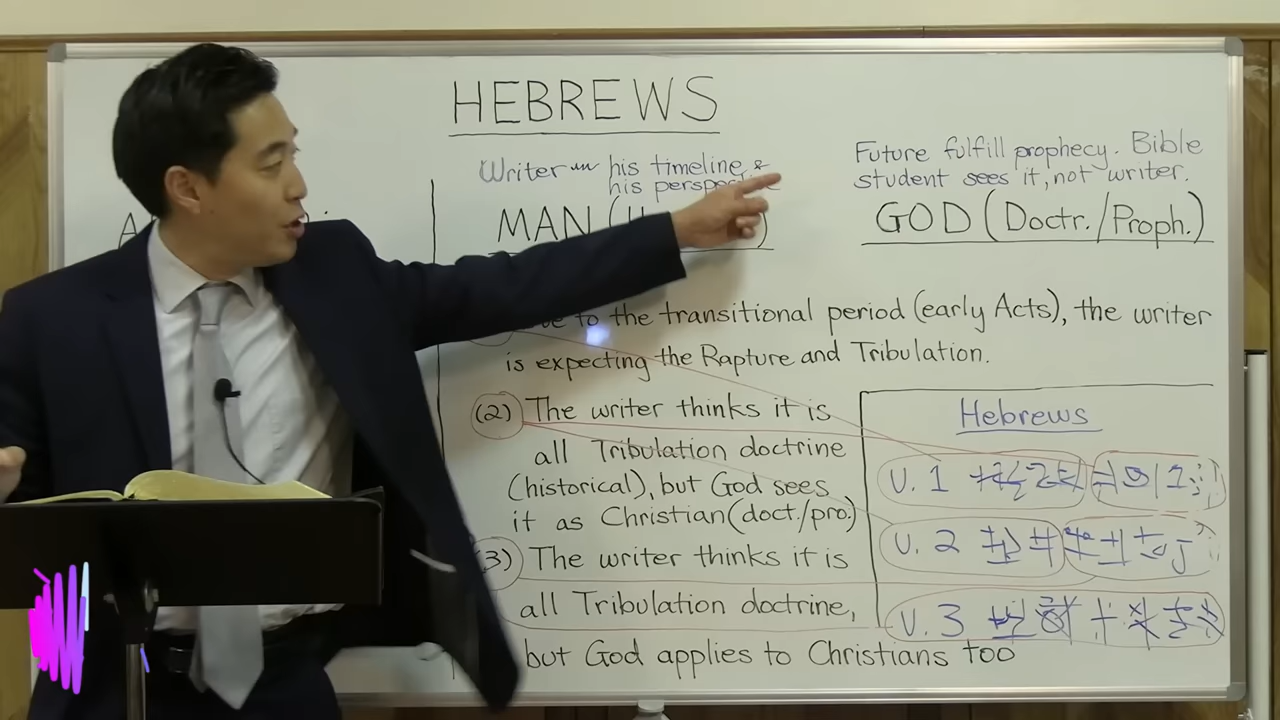 HEBREWS
Writer in his timeline &
his
Future fulfill prophecy. Bible
student sees it, not writer.
MAN
GOD (Doctr./Proph.)
to the transitional period (early Acts), the writer
is expecting the Rapture and Tribulation.
(2) The writer thinks it is
all Tribulation doctrine
(historical), but God sees
it as Christian (doct./pro.)
(3) The writer thinks it is
all Tribulation doctrine,
but God applies to Christians too
Hebrews
V. 1
V. 2
V. 3